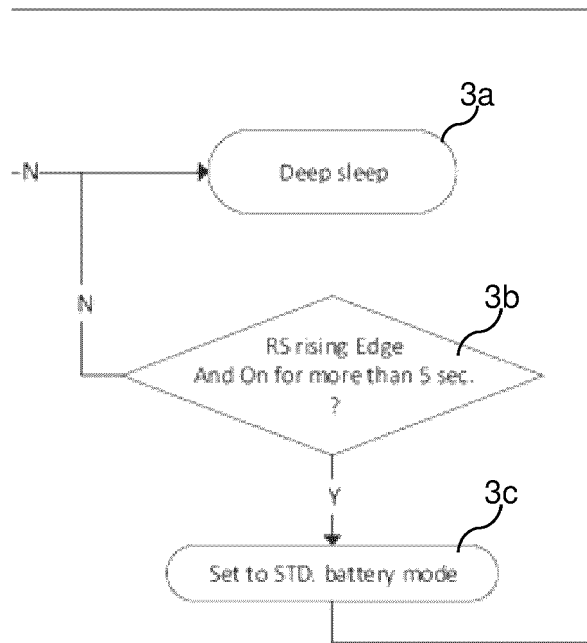 3a
-N
Deep sleep
N
3b
RS rising Edge
And On for more than 5 sec.
?
Y
3c
Set to STD. battery mode